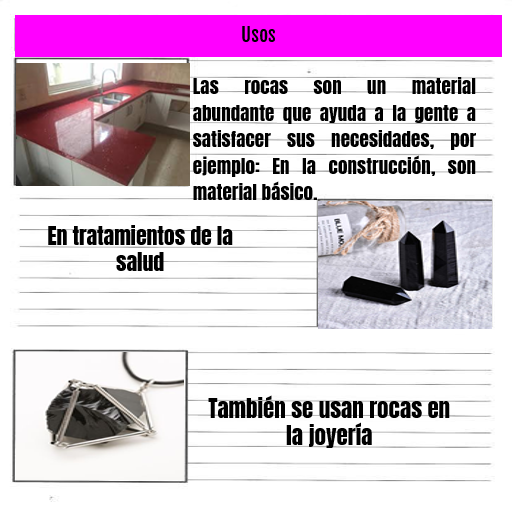 Usos
Las rocas son un material
abundante que ayuda a la gente a
satisfacer sus necesidades, por
ejemplo: En la construcción, son
material básico.
BLUE MO
En tratamientos de la
salud
También se usan rocas en
la joyería